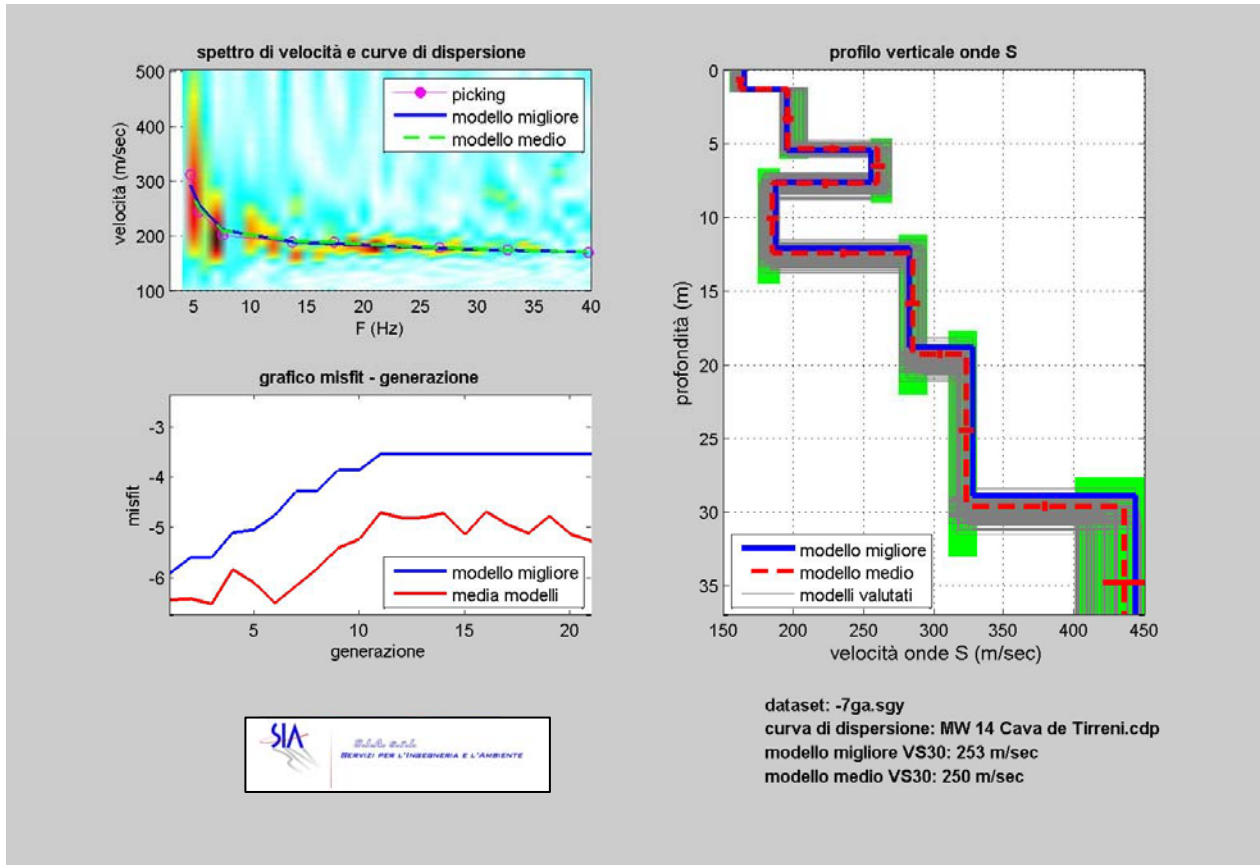 spettro di velocità e curve di dispersione
500
400
300
200
100
velocità (m/sec)
picking
modello migliore
modello medio
5 10 15 20 25 30 35 40
F (Hz)
grafico misfit - generazione
-3
-4
-5
-6
misfit
modello migliore
media modelli
5 10 15 20
generazione
SIA
S.I.A. s.r.l.
SERVIZI PER L'INGEGNERIA E L'AMBIENTE
profilo verticale onde S
0
5
10
15
20
25
30
35
profondità (m)
modello migliore
modello medio
modelli valutati
150 200 250 300 350 400 450
velocità onde S (m/sec)
dataset: -7ga.sgy
curva di dispersione: MW 14 Cava de Tirreni.cdp
modello migliore VS30: 253 m/sec
modello medio VS30: 250 m/sec